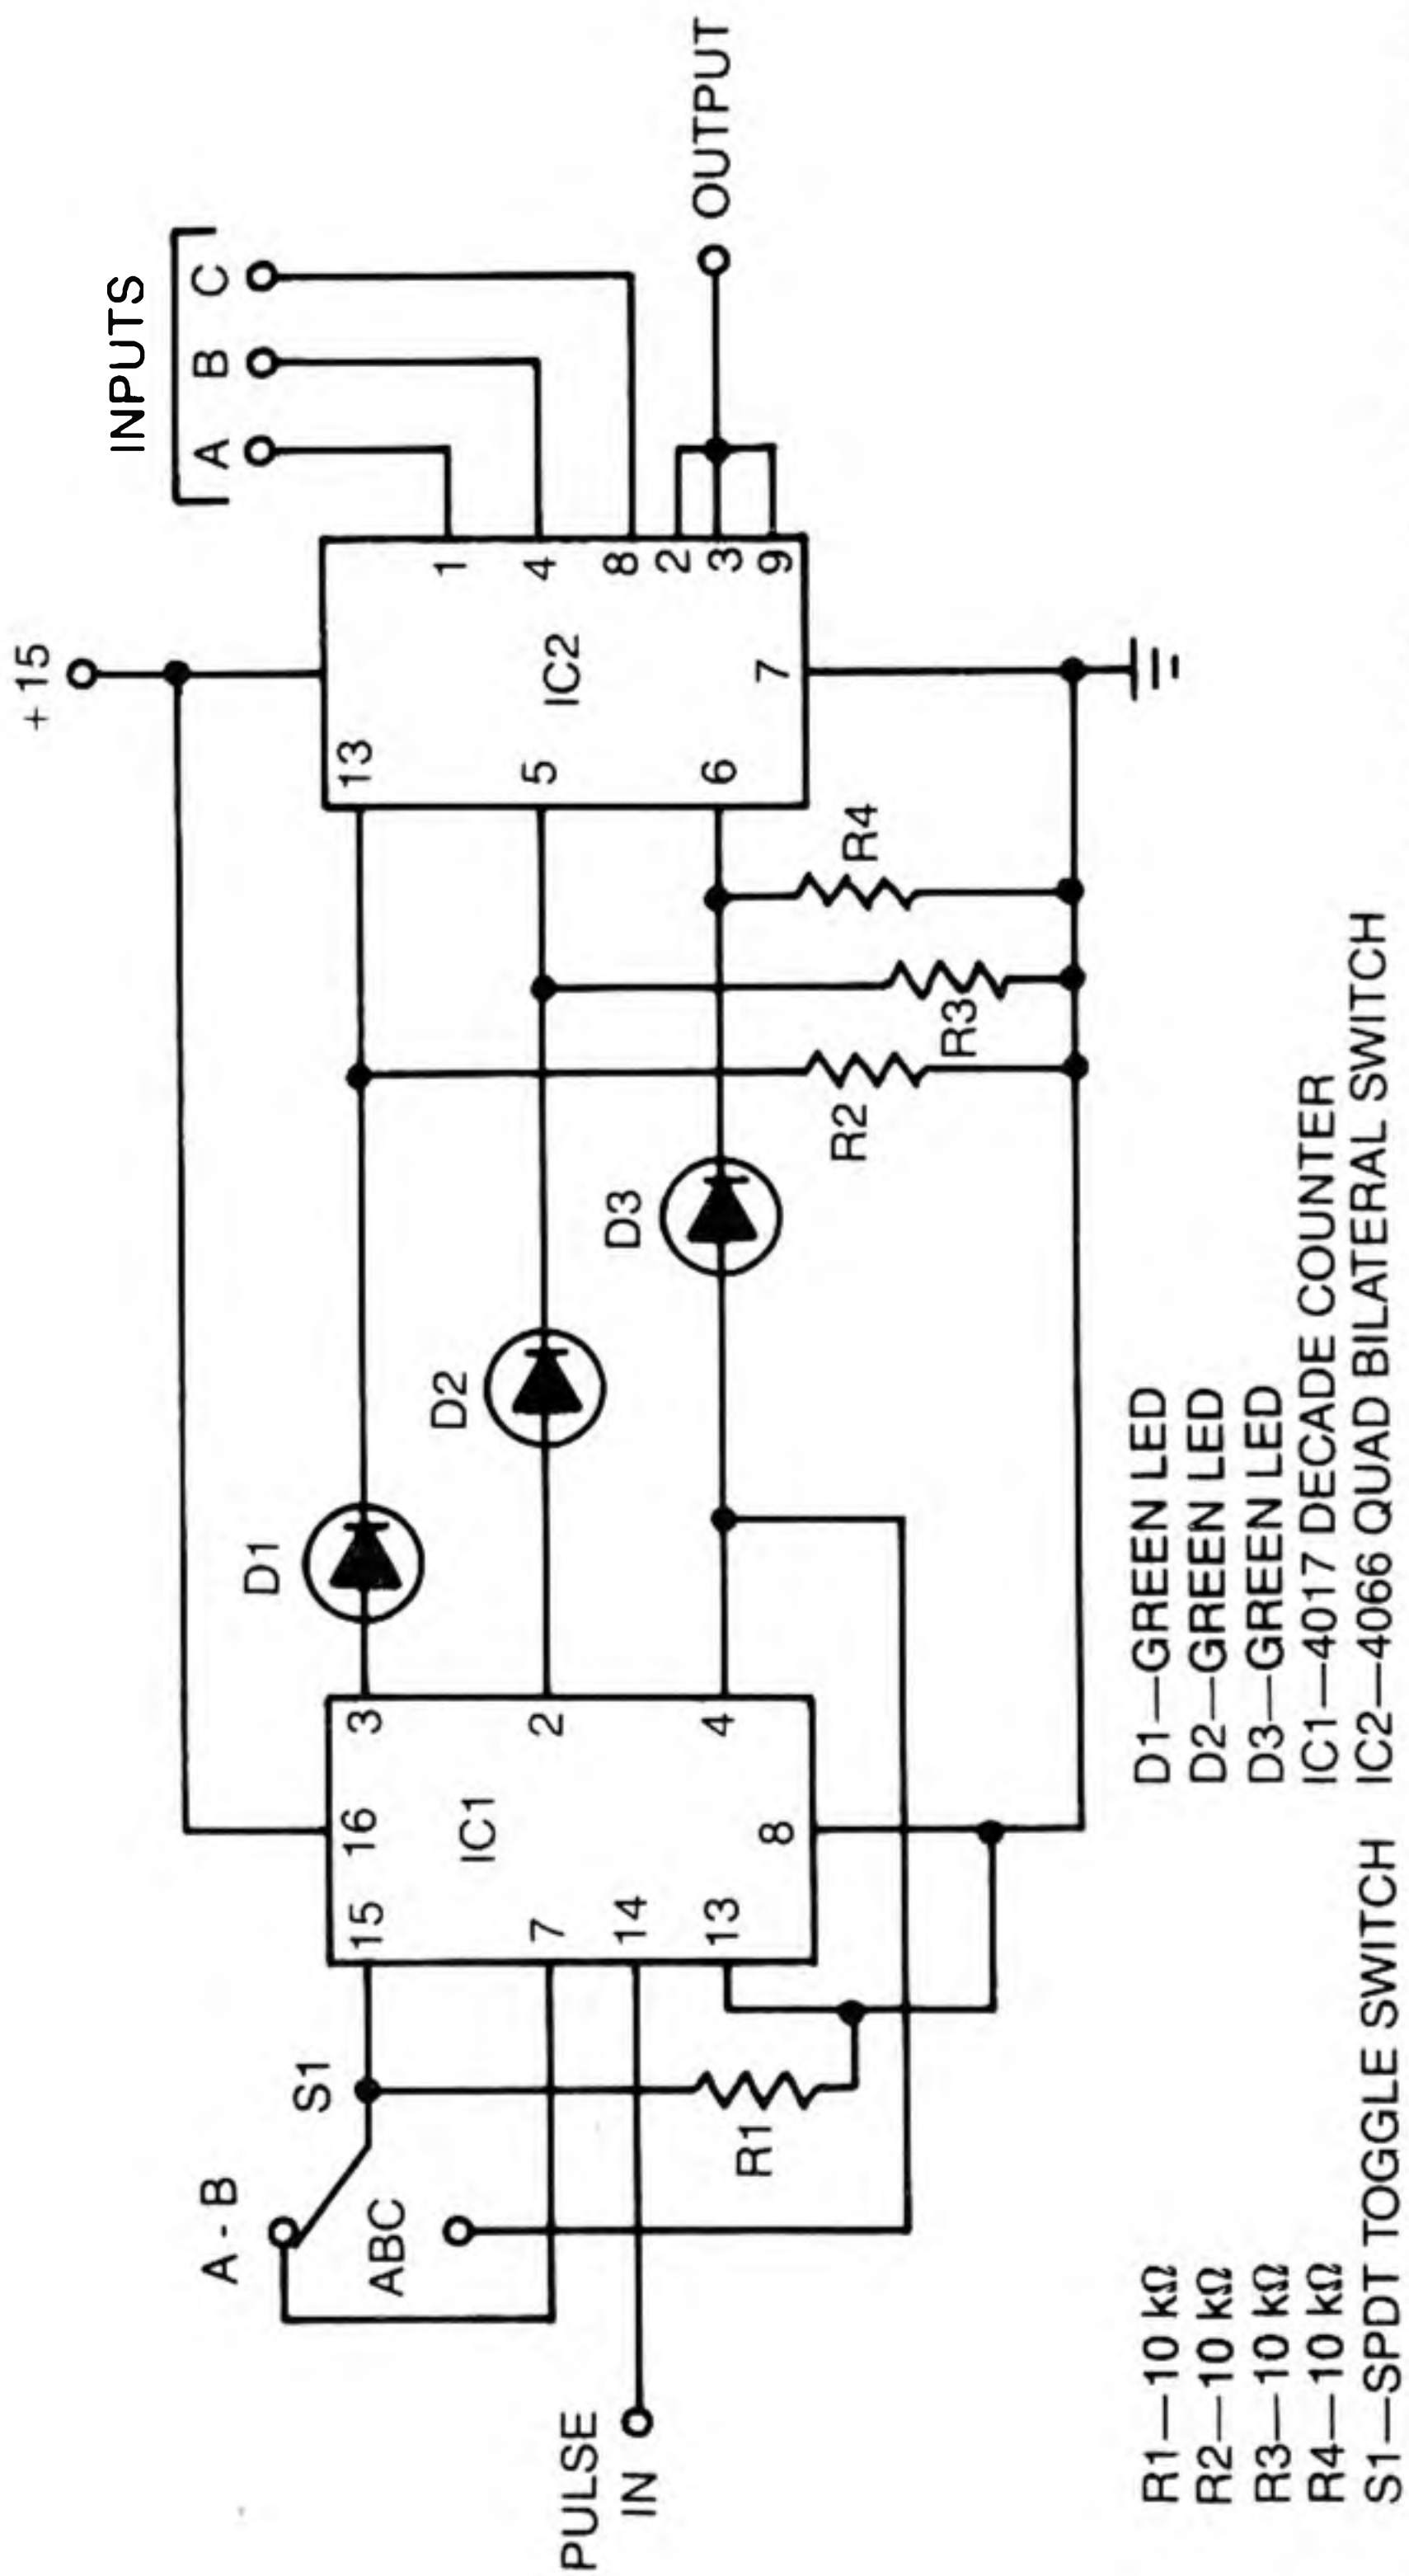 +15
INPUTS
A B C
S1
A - B
ABC
15
16
3
D1
13
1
7
IC1
2
D2
5
IC2
4
8
PULSE
IN
14
2
3
OUTPUT
R1
13
8
4
D3
6
7
9
R2
R3
R4
R1—10 kΩ
R2—10 kΩ
R3—10 kΩ
R4—10 kΩ
S1—SPDT TOGGLE SWITCH
D1—GREEN LED
D2—GREEN LED
D3—GREEN LED
IC1—4017 DECADE COUNTER
IC2—4066 QUAD BILATERAL SWITCH